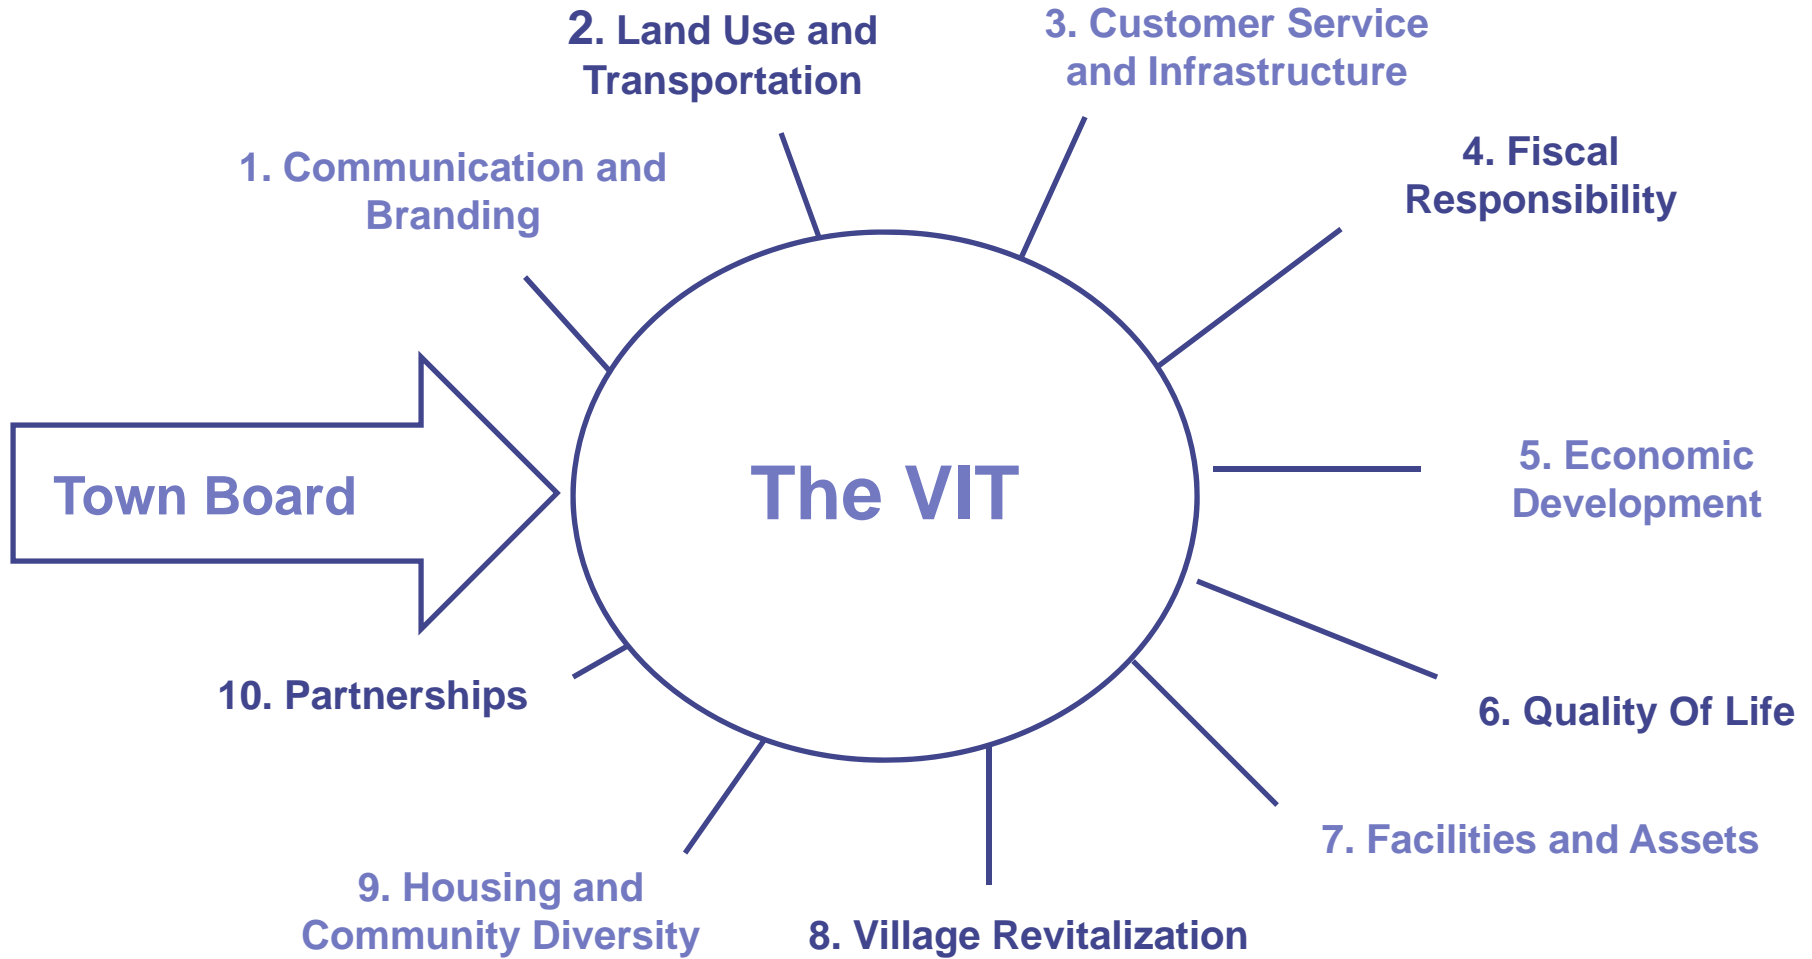 2. Land Use and
Transportation
3. Customer Service
and Infrastructure
4. Fiscal
Responsibility
1. Communication and
Branding
Town Board
The VIT
5. Economic
Development
10. Partnerships
6. Quality Of Life
7. Facilities and Assets
9. Housing and
Community Diversity
8. Village Revitalization